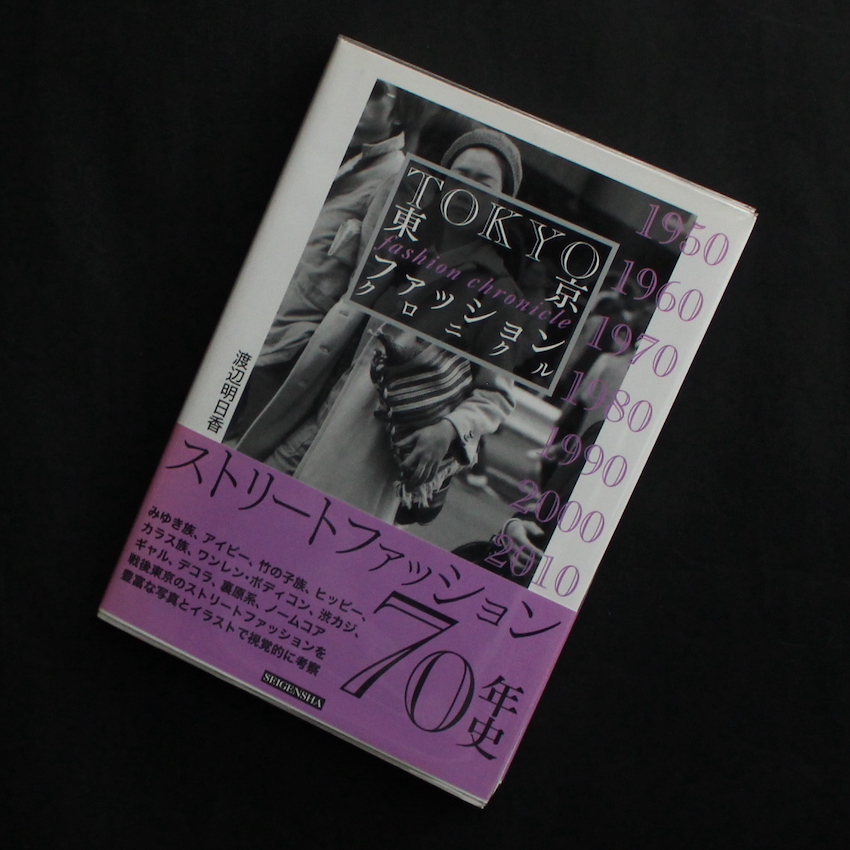 TOKYO
東京
fashion chronicle
ファッション
クロニクル
1950
1960
1970
1980
1990
2000
2010
渡辺明日香
ストリートファッション
70年史
みゆき族、アイビー、竹の子族、ヒッピー、
カラス族、ワンレン・ボディコン、渋カジ、
ギャル、デコラ、裏原系、ノームコア
戦後東京のストリートファッションを
豊富な写真とイラストで視覚的に考察
SEIGENSHA